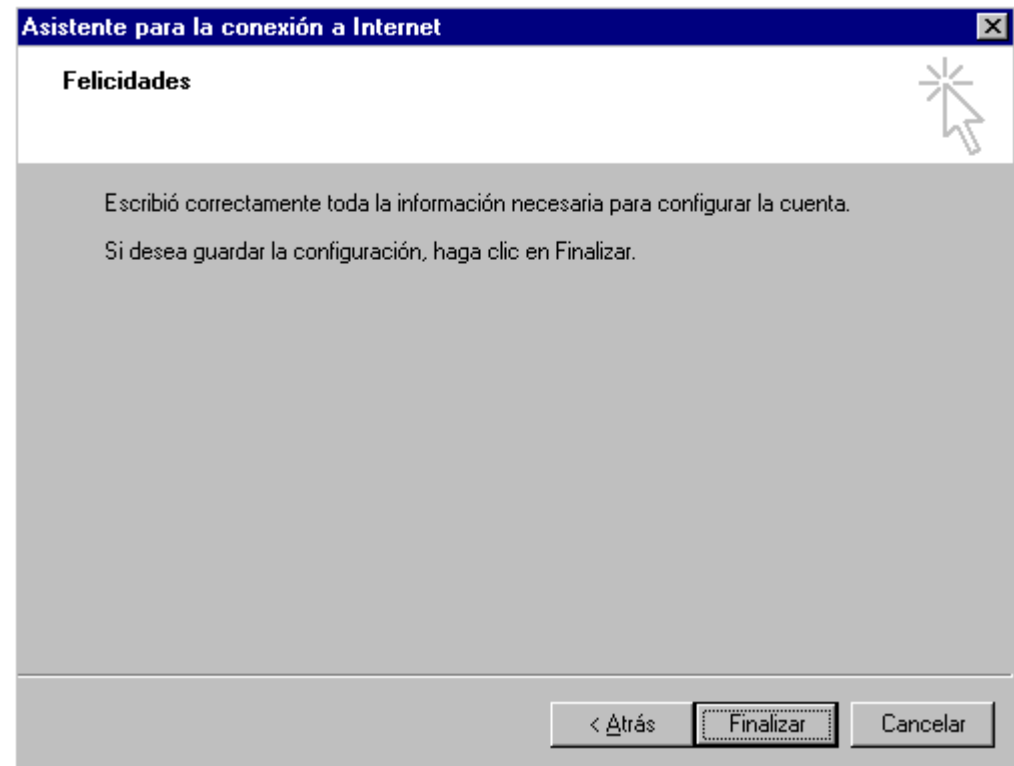 Asistente para la conexión a Internet
Felicidades
Escribió correctamente toda la información necesaria para configurar la cuenta.
Si desea guardar la configuración, haga clic en Finalizar.
< Atrás Finalizar Cancelar